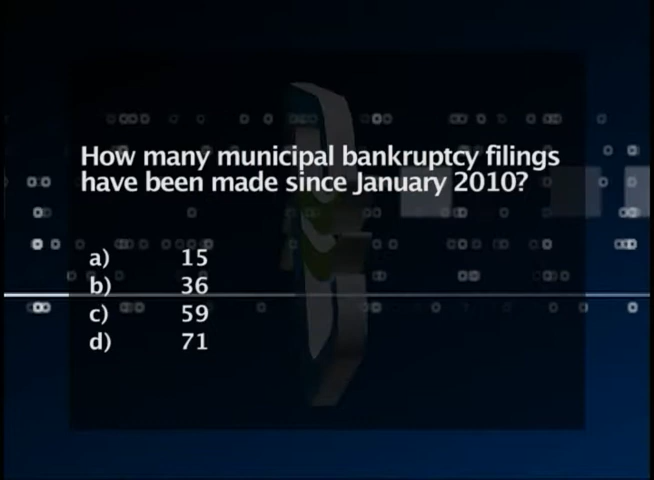 How many municipal bankruptcy filings
have been made since January 2010?
a) 15
b) 36
c) 59
d) 71